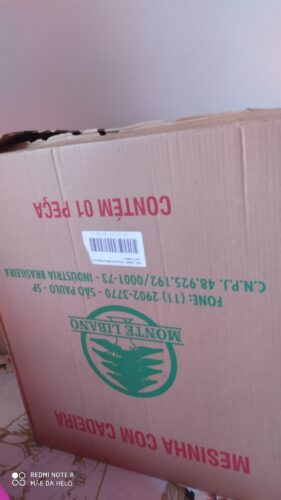 MESINHA COM CADEIRA
MONTE LIBANO
FONE: (11) 2902-3770 - SÃO PAULO - SP
C.N.P.J. 48.925.192/0001-73 - INDÚSTRIA BRASILEIRA
CONTÉM 01 PEÇA
REDMI NOTE 8
MÃE DA HELÔ